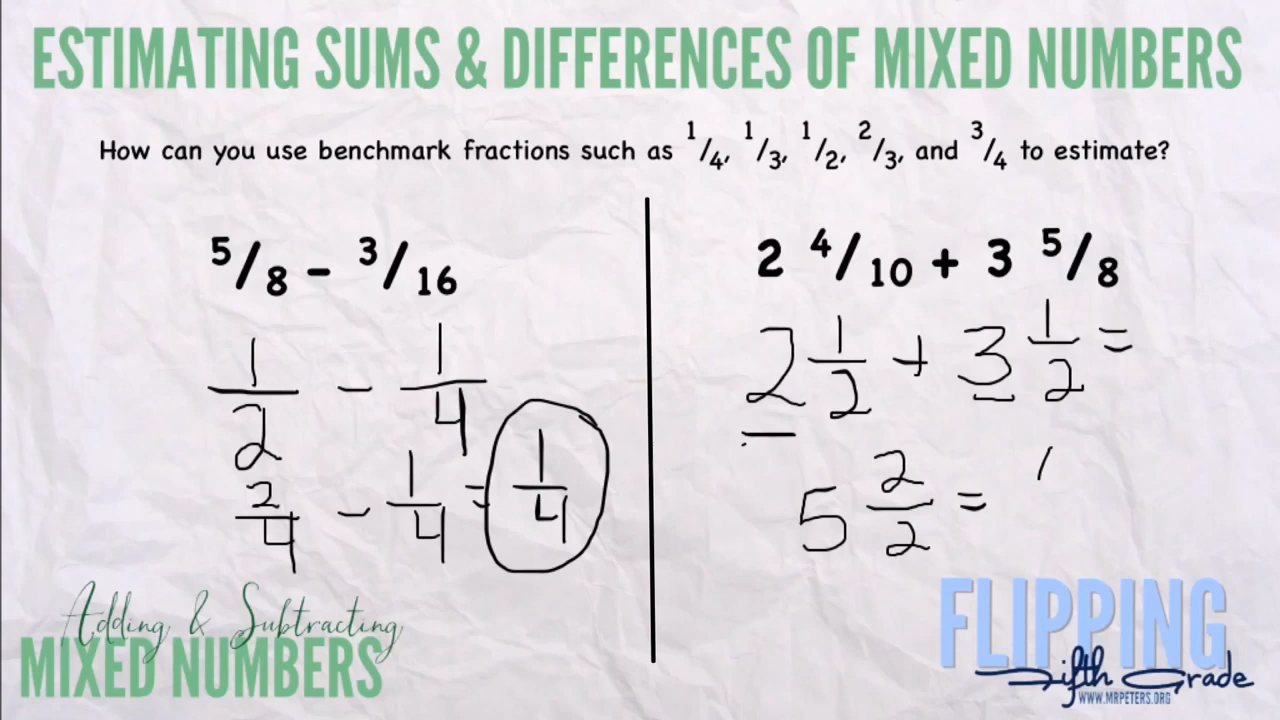 ESTIMATING SUMS & DIFFERENCES OF MIXED NUMBERS
How can you use benchmark fractions such as 1/4, 1/3, 1/2, 2/3, and 3/4 to estimate?
5/8 - 3/16
1/2 - 1/4
2/4 - 1/4 = 1/4
2 4/10 + 3 5/8
2 1/2 + 3 1/2 =
5 2/2 =
Adding & Subtracting
MIXED NUMBERS
FLIPPING
Fifth Grade
WWW.MRPETERS.ORG